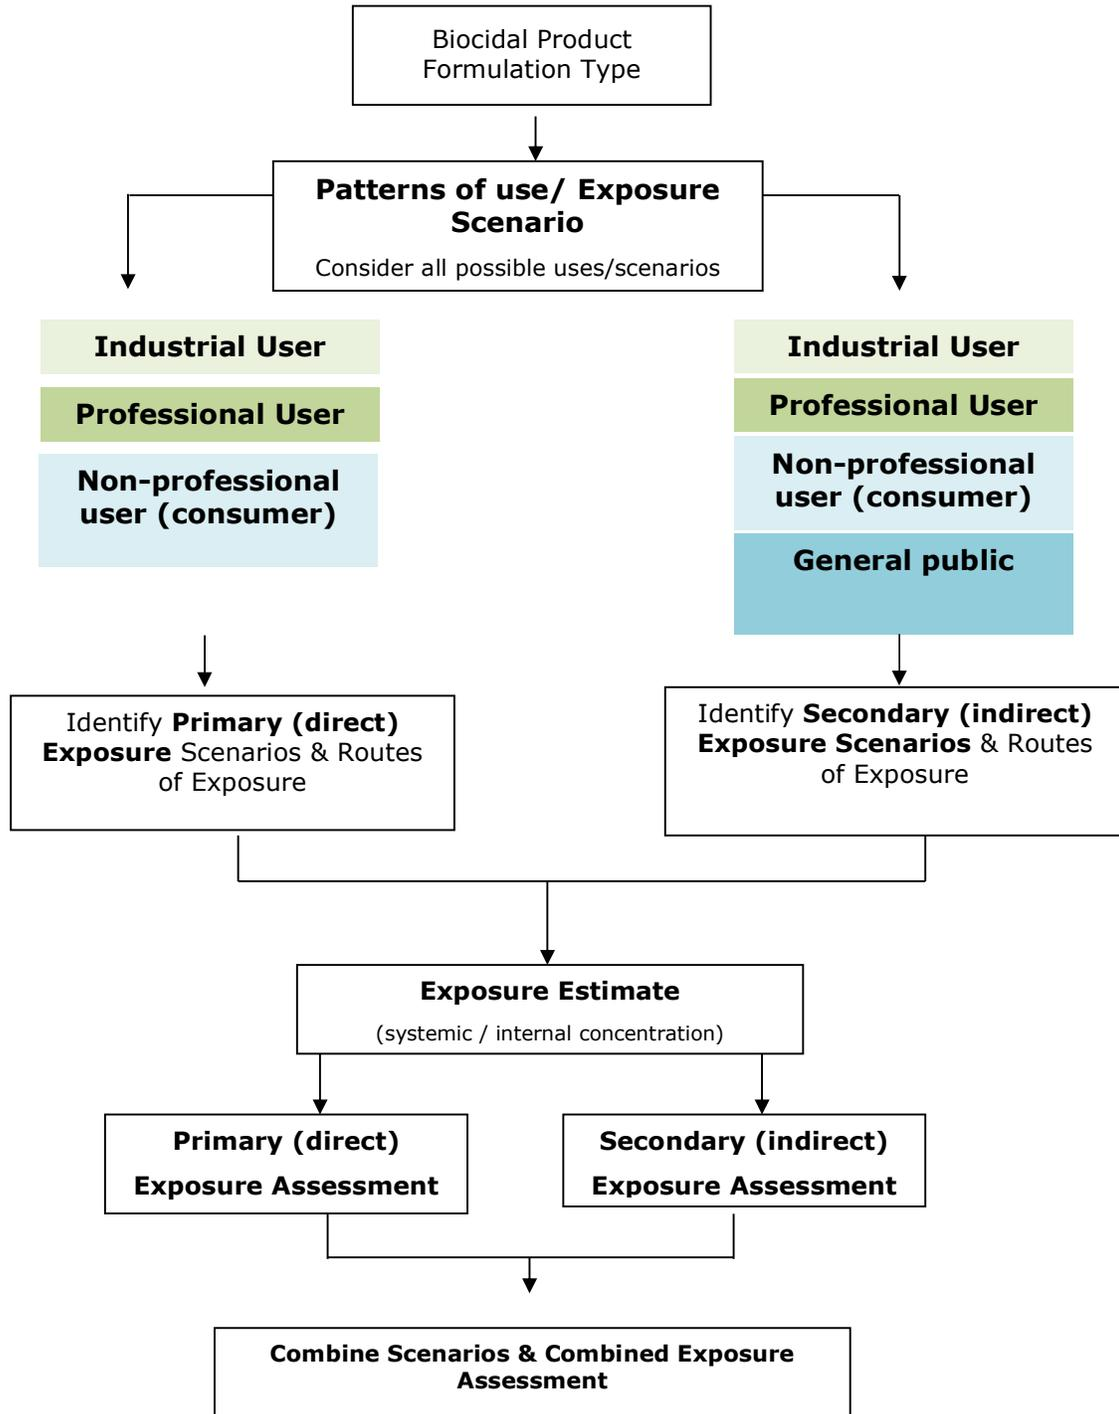 Biocidal Product
Formulation Type
Patterns of use/ Exposure
Scenario
Consider all possible uses/scenarios
Industrial User
Professional User
Non-professional
user (consumer)
Industrial User
Professional User
Non-professional
user (consumer)
General public
Identify Primary (direct)
Exposure Scenarios & Routes
of Exposure
Identify Secondary (indirect)
Exposure Scenarios & Routes
of Exposure
Exposure Estimate
(systemic / internal concentration)
Primary (direct)
Exposure Assessment
Secondary (indirect)
Exposure Assessment
Combine Scenarios & Combined Exposure
Assessment